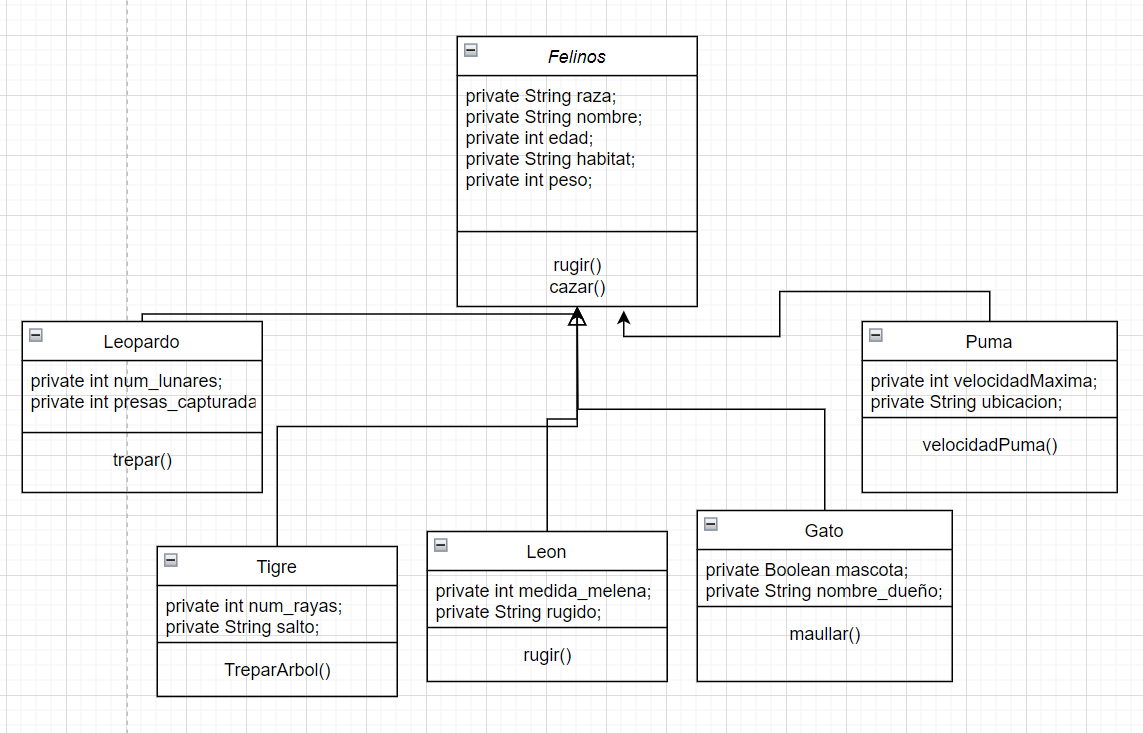 Felinos
private String raza;
private String nombre;
private int edad;
private String habitat;
private int peso;
rugir()
cazar()
Leopardo
private int num_lunares;
private int presas_capturada
trepar()
Puma
private int velocidadMaxima;
private String ubicacion;
velocidadPuma()
Tigre
private int num_rayas;
private String salto;
TreparArbol()
Leon
private int medida_melena;
private String rugido;
rugir()
Gato
private Boolean mascota;
private String nombre_dueño;
maullar()